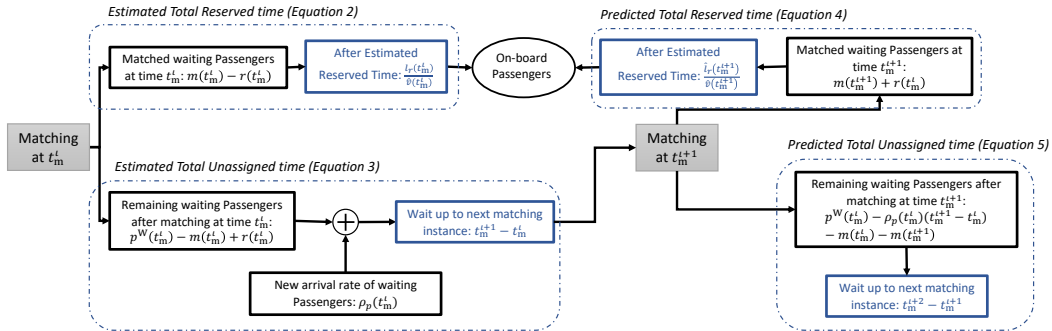 Estimated Total Reserved time (Equation 2)
Matched waiting Passengers
at time t_m^i: m(t_m^i) − r(t_m^i)
After Estimated
Reserved Time: l_r(t_m^i)/v̄(t_m^i)
On-board
Passengers
Predicted Total Reserved time (Equation 4)
After Estimated
Reserved Time: l̄_r(t_m^{i+1})/v̄(t_m^{i+1})
Matched waiting Passengers at
time t_m^{i+1}:
m(t_m^{i+1}) + r(t_m^i)
Matching
at t_m^i
Matching
at t_m^{i+1}
Estimated Total Unassigned time (Equation 3)
Remaining waiting Passengers
after matching at time t_m^i:
p^W(t_m^i) − m(t_m^i) + r(t_m^i)
+
Wait up to next matching
instance: t_m^{i+1} − t_m^i
New arrival rate of waiting
Passengers: ρ_p(t_m^i)
Predicted Total Unassigned time (Equation 5)
Remaining waiting Passengers after
matching at time t_m^{i+1}:
p^W(t_m^i) − ρ_p(t_m^i)(t_m^{i+1} − t_m^i)
− m(t_m^i) − m(t_m^{i+1})
Wait up to next matching
instance: t_m^{i+2} − t_m^{i+1}